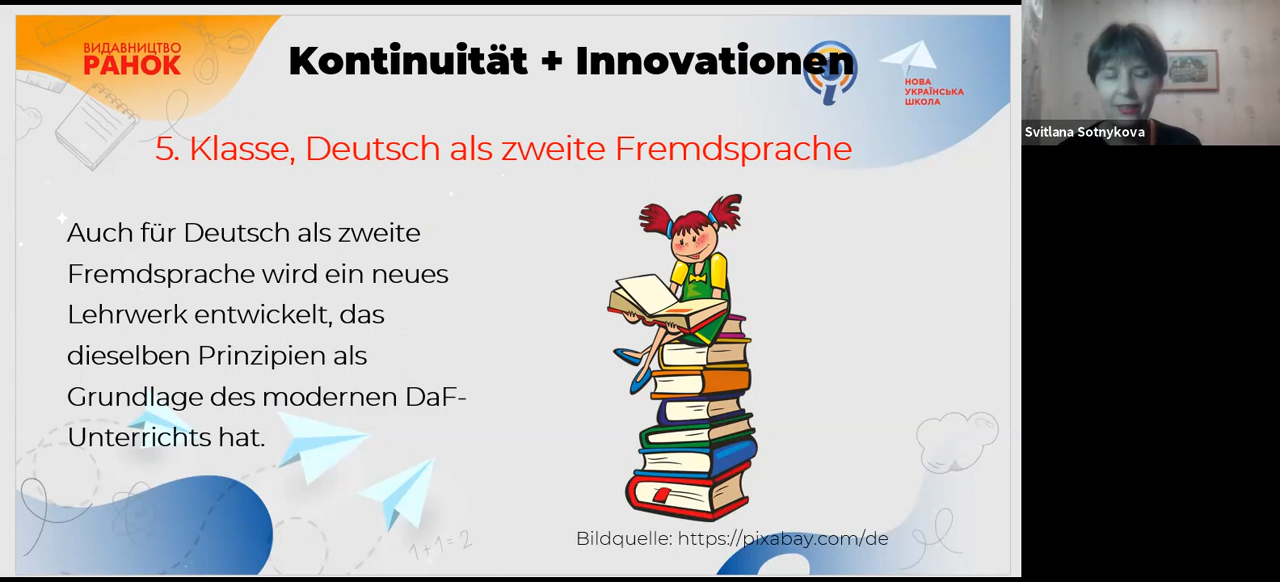 ВИДАВНИЦТВО
РАНОК
Kontinuität + Innovationen
НОВА
УКРАЇНСЬКА
ШКОЛА
Svitlana Sotnykova
5. Klasse, Deutsch als zweite Fremdsprache
Auch für Deutsch als zweite
Fremdsprache wird ein neues
Lehrwerk entwickelt, das
dieselben Prinzipien als
Grundlage des modernen DaF-
Unterrichts hat.
1+1=2
Bildquelle: https://pixabay.com/de